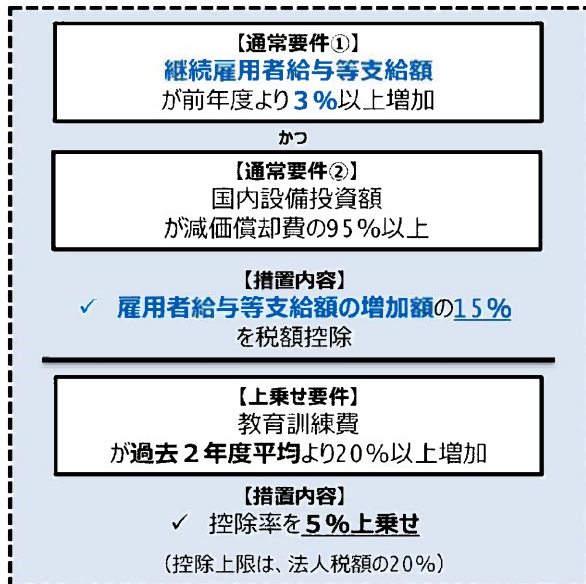 【通常要件①】
継続雇用者給与等支給額
が前年度より３％以上増加
かつ
【通常要件②】
国内設備投資額
が減価償却費の95％以上
【措置内容】
✓ 雇用者給与等支給額の増加額の15％
を税額控除
【上乗せ要件】
教育訓練費
が過去２年度平均より20％以上増加
【措置内容】
✓ 控除率を５％上乗せ
（控除上限は、法人税額の20％）